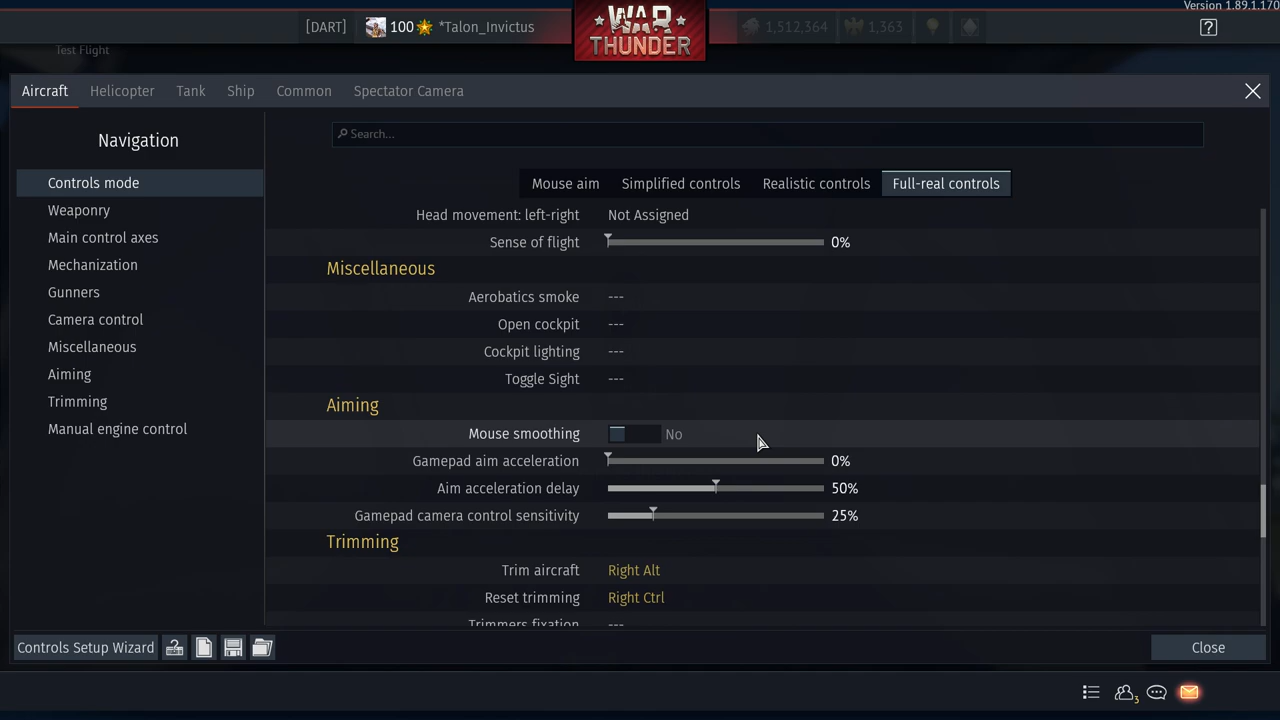 Version 1.89.1.170
[DART] 100 *Talon_Invictus
WAR
THUNDER
1,512,364 1,363
Test Flight
Aircraft Helicopter Tank Ship Common Spectator Camera
Navigation
Controls mode
Weaponry
Main control axes
Mechanization
Gunners
Camera control
Miscellaneous
Aiming
Trimming
Manual engine control
Search...
Mouse aim Simplified controls Realistic controls Full-real controls
Head movement: left-right Not Assigned
Sense of flight 0%
Miscellaneous
Aerobatics smoke ---
Open cockpit ---
Cockpit lighting ---
Toggle Sight ---
Aiming
Mouse smoothing No
Gamepad aim acceleration 0%
Aim acceleration delay 50%
Gamepad camera control sensitivity 25%
Trimming
Trim aircraft Right Alt
Reset trimming Right Ctrl
Trimmers fixation ---
Controls Setup Wizard Close
3